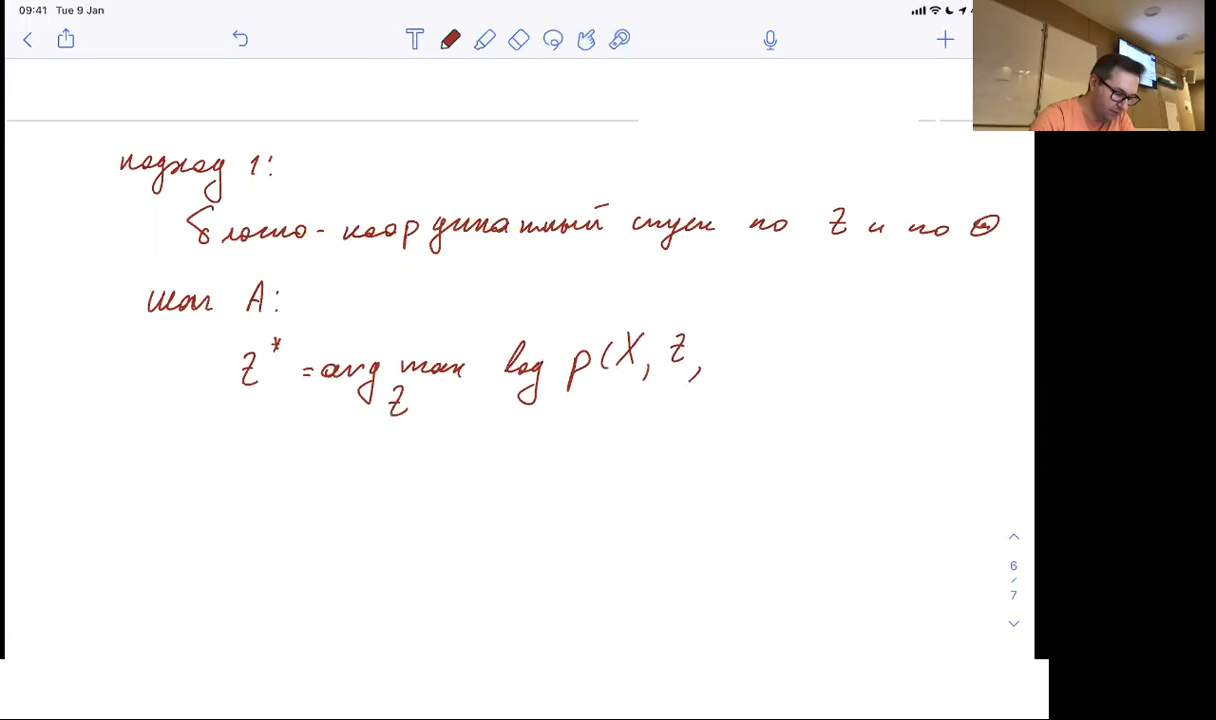 09:41 Tue 9 Jan
подход 1:
блочно-координатный спуск по Z и по Θ
шаг A:
Z* = arg max log p(X, Z,
Z
6
/
7